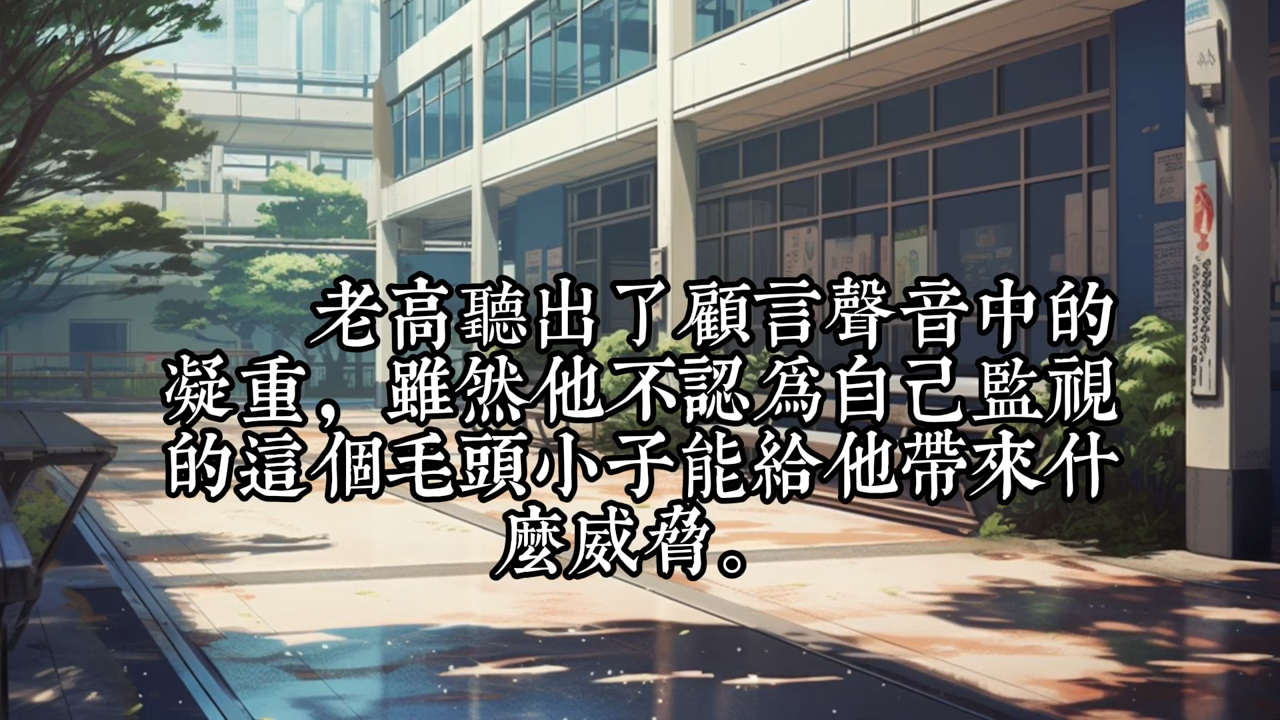 老高聽出了顧言聲音中的
凝重，雖然他不認爲自己監視
的這個毛頭小子能給他帶來什
麼威脅。